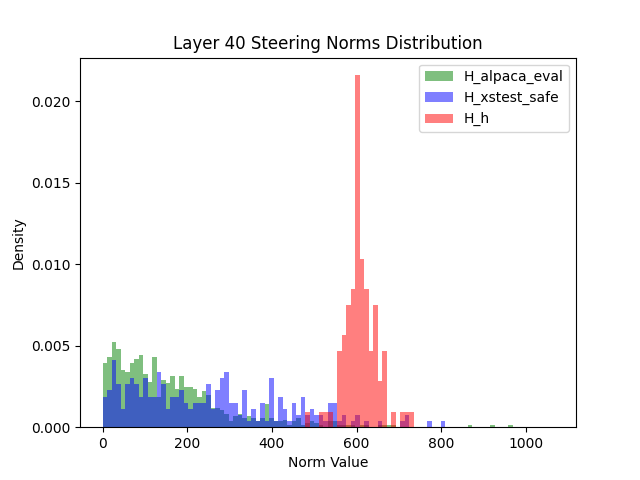 Layer 40 Steering Norms Distribution
H_alpaca_eval
H_xstest_safe
H_h
0.020
0.015
0.010
0.005
0.000
Density
0 200 400 600 800 1000
Norm Value